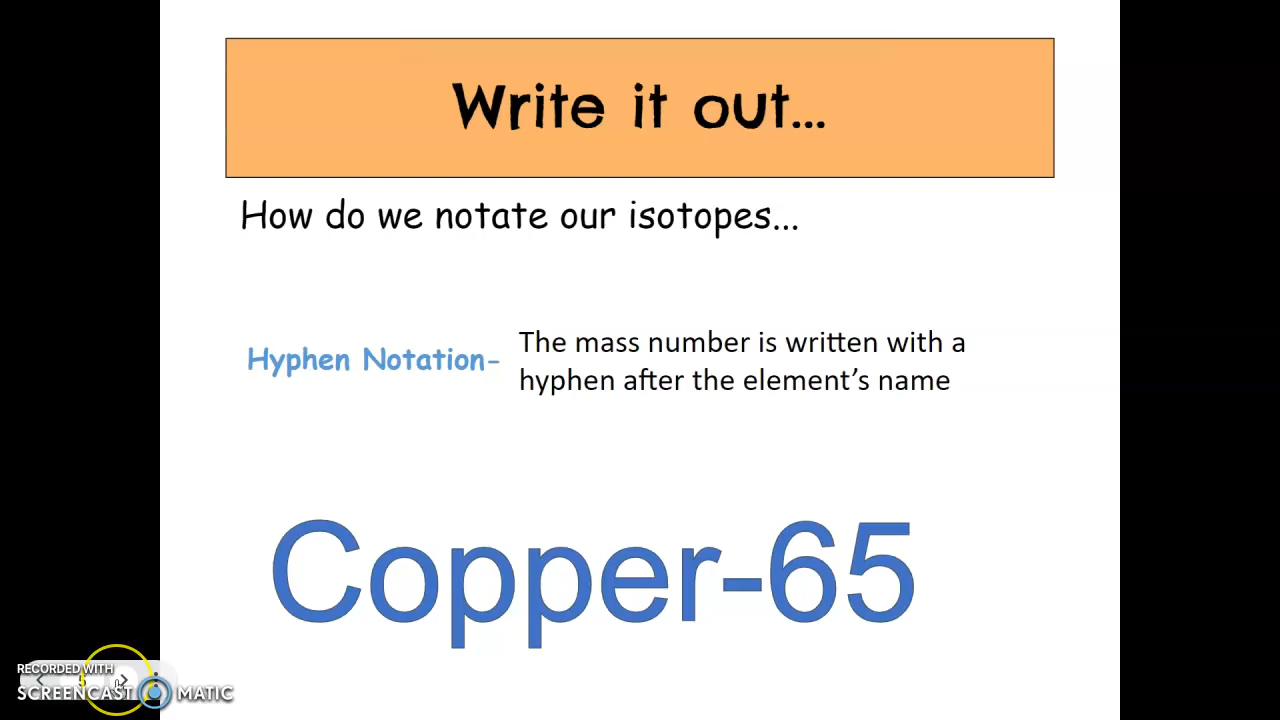 Write it out...
How do we notate our isotopes...
Hyphen Notation-
The mass number is written with a
hyphen after the element's name
Copper-65
RECORDED WITH
SCREENCAST MATIC